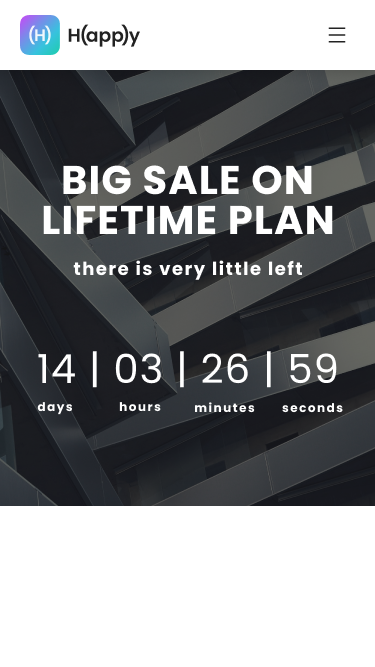 (H) H(app)y
BIG SALE ON
LIFETIME PLAN
there is very little left
14 | 03 | 26 | 59
days hours minutes seconds